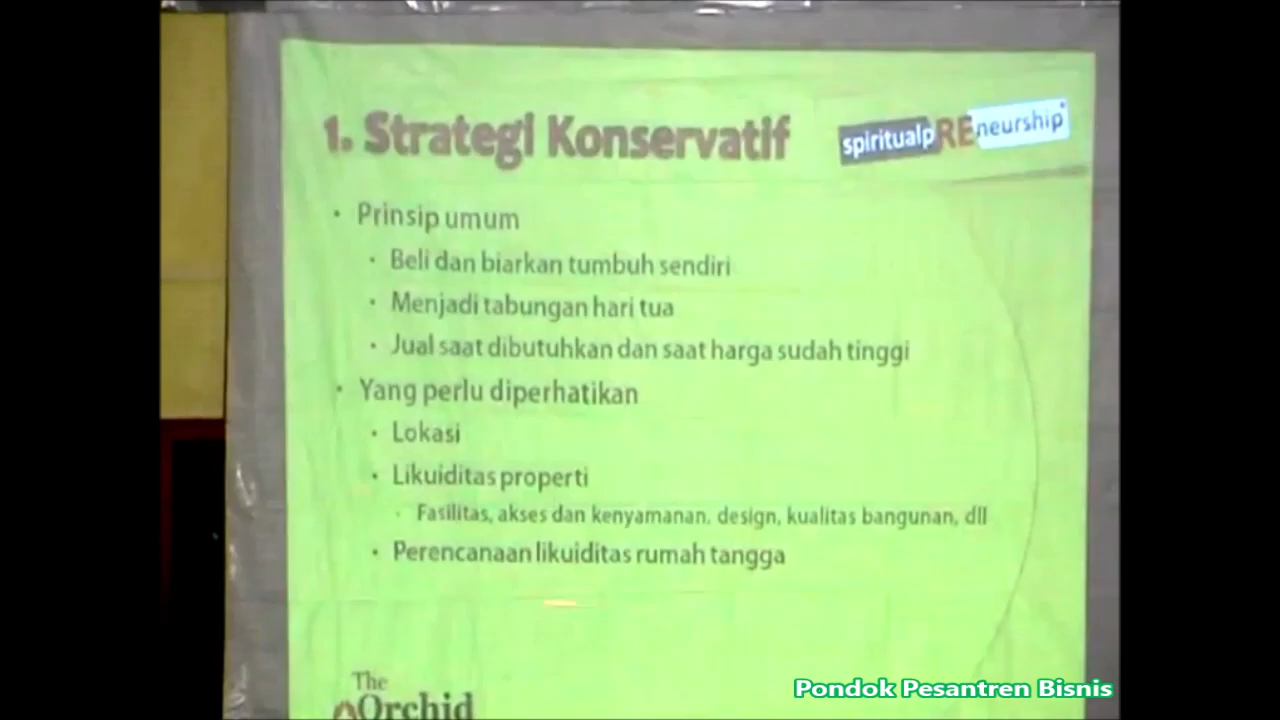 1. Strategi Konservatif
spiritualpREneurship
• Prinsip umum
• Beli dan biarkan tumbuh sendiri
• Menjadi tabungan hari tua
• Jual saat dibutuhkan dan saat harga sudah tinggi
• Yang perlu diperhatikan
• Lokasi
• Likuiditas properti
• Fasilitas, akses dan kenyamanan, design, kualitas bangunan, dll
• Perencanaan likuiditas rumah tangga
The
Orchid
Pondok Pesantren Bisnis